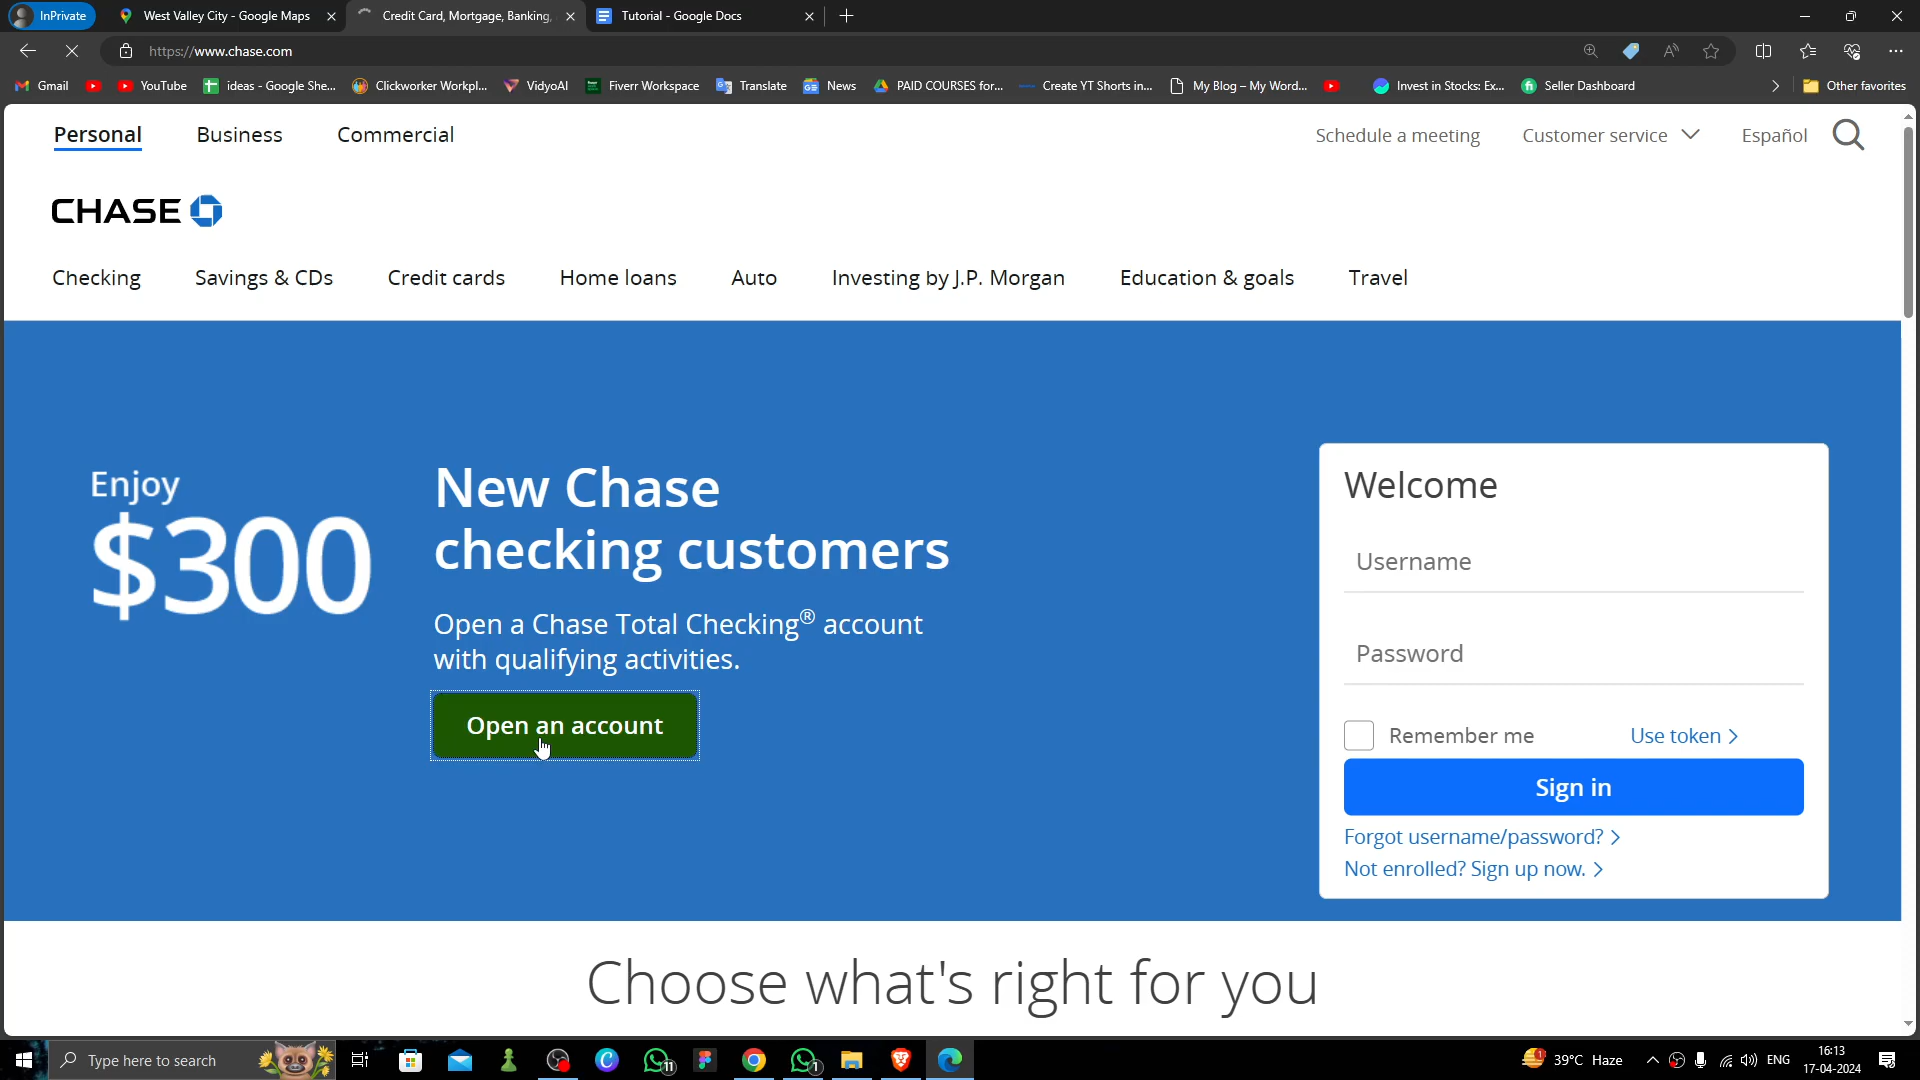 InPrivate
West Valley City - Google Maps
Credit Card, Mortgage, Banking,
Tutorial - Google Docs
https://www.chase.com
Gmail
YouTube
ideas - Google She...
Clickworker Workpl...
VidyoAI
Fiverr Workspace
Translate
News
PAID COURSES for...
Create YT Shorts in...
My Blog – My Word...
Invest in Stocks: Ex...
Seller Dashboard
Other favorites
Personal
Business
Commercial
Schedule a meeting
Customer service
Español
CHASE
Checking
Savings & CDs
Credit cards
Home loans
Auto
Investing by J.P. Morgan
Education & goals
Travel
Enjoy
$300
New Chase
checking customers
Open a Chase Total Checking® account
with qualifying activities.
Open an account
Welcome
Username
Password
Remember me
Use token
Sign in
Forgot username/password?
Not enrolled? Sign up now.
Choose what's right for you
Type here to search
11
1
1
39°C Haze
ENG
16:13
17-04-2024